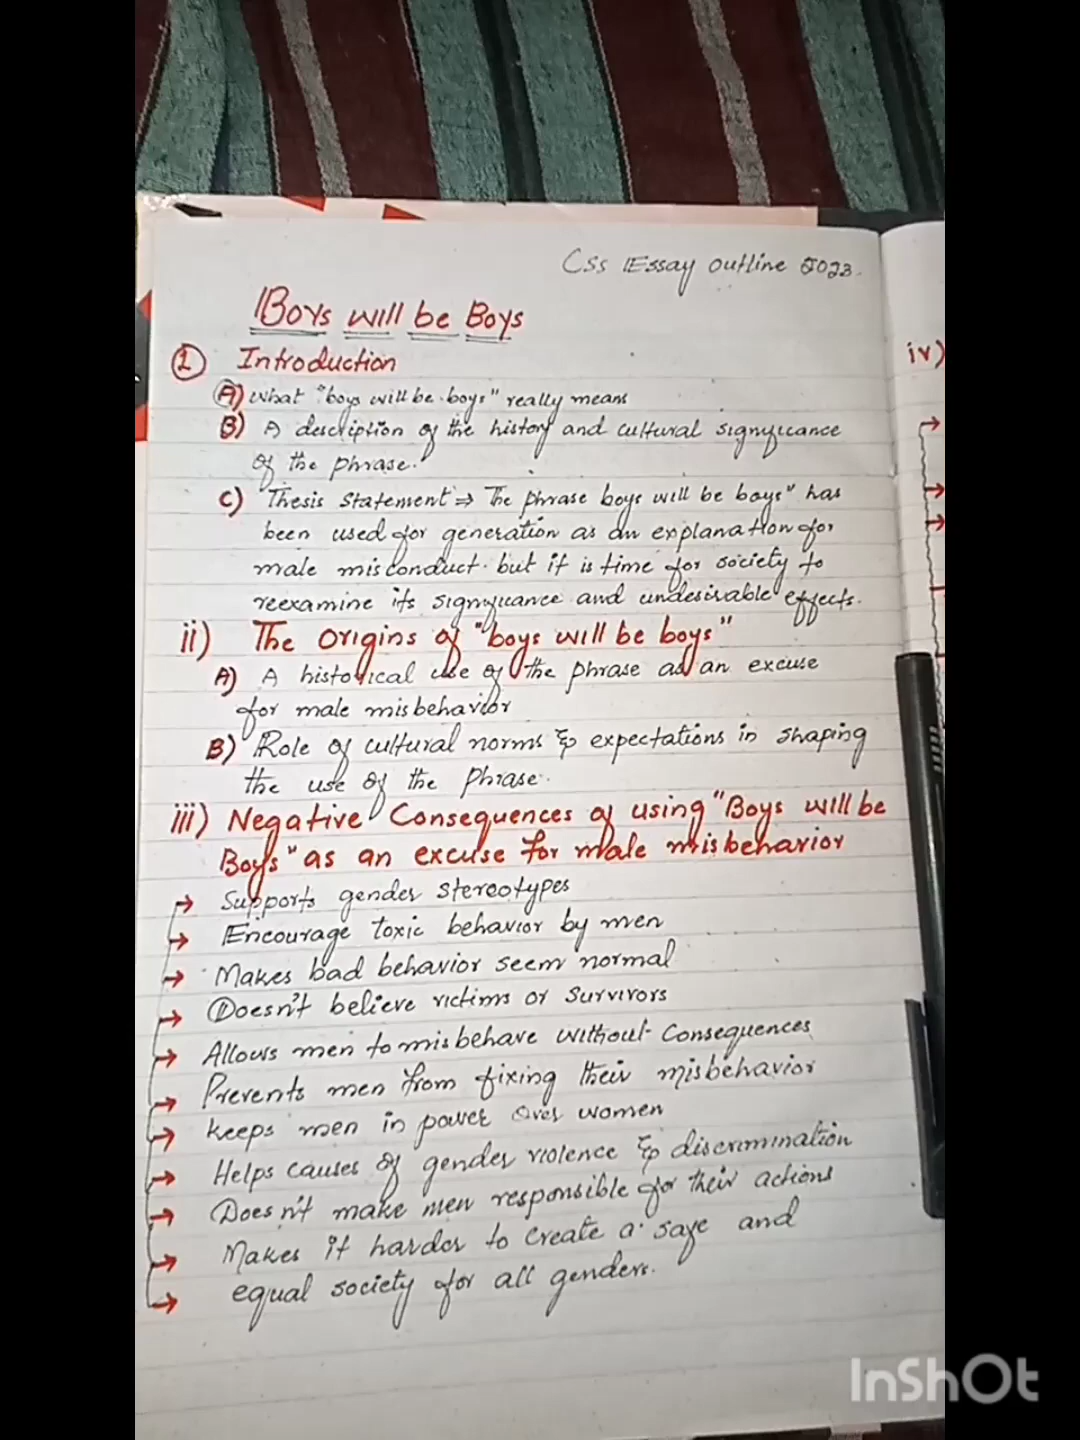 Css Essay outline 2023.
Boys will be Boys
1 Introduction
A) What "boys will be boys" really means
B) A description of the history and cultural significance
of the phrase.
C) "Thesis Statement ⇒ The phrase boys will be boys" has
been used for generation as an explanation for
male misconduct. but it is time for society to
reexamine its significance and undesirable effects.
ii) The origins of "boys will be boys"
A) A historical use of the phrase as an excuse
for male misbehavior
B) Role of cultural norms & expectations in shaping
the use of the Phrase.
iii) Negative Consequences of using "Boys will be
Boys" as an excuse for male misbehavior
→ Supports gender stereotypes
→ Encourage toxic behavior by men
→ Makes bad behavior seem normal
→ Doesn't believe victims or survivors
→ Allows men to misbehave without consequences
→ Prevents men from fixing their misbehavior
→ keeps men in power over women
→ Helps causes of gender violence & discrimination
→ Doesn't make men responsible for their actions
→ Makes it harder to create a safe and
→ equal society for all genders.
iv)
InShOt